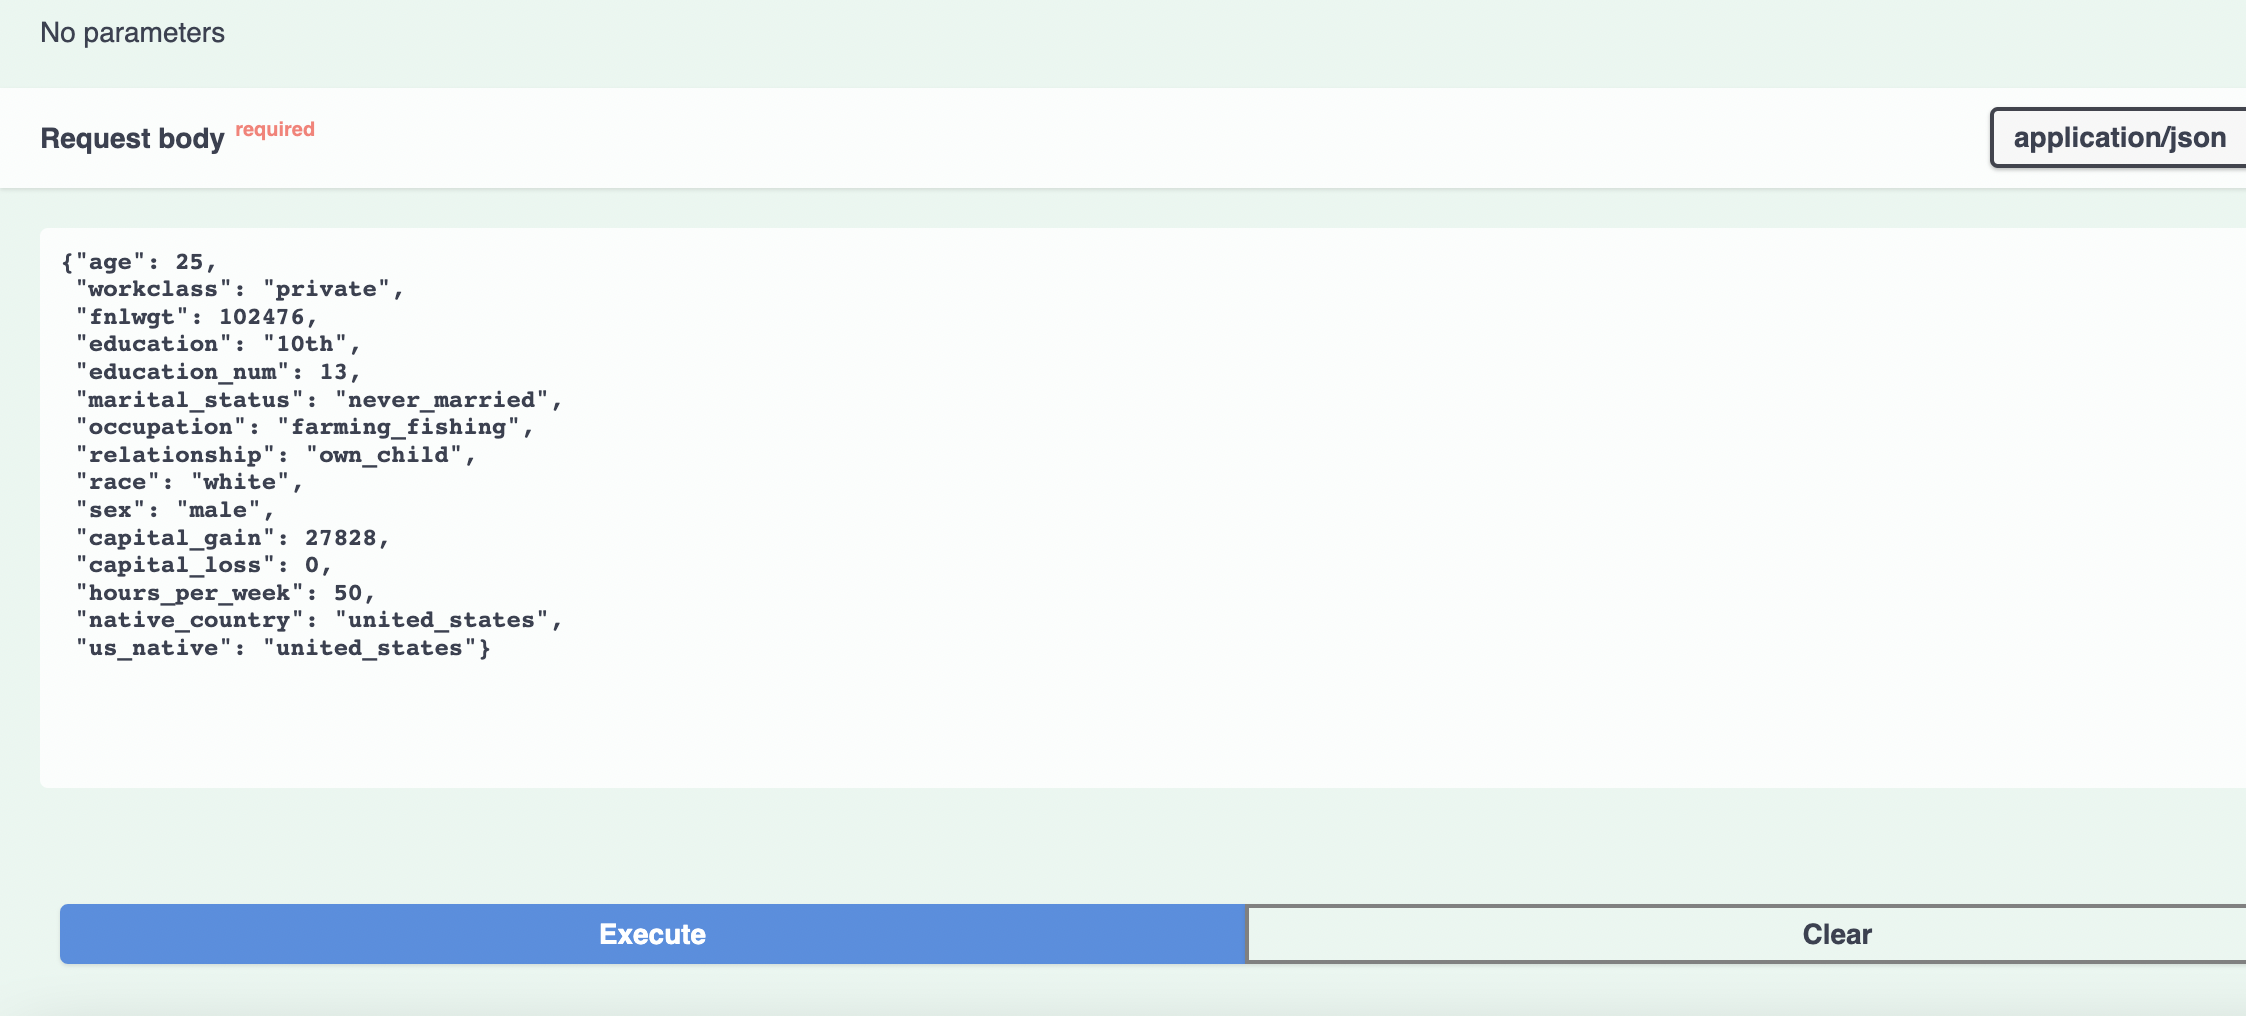 No parameters
Request body required
application/json
{"age": 25,
"workclass": "private",
"fnlwgt": 102476,
"education": "10th",
"education_num": 13,
"marital_status": "never_married",
"occupation": "farming_fishing",
"relationship": "own_child",
"race": "white",
"sex": "male",
"capital_gain": 27828,
"capital_loss": 0,
"hours_per_week": 50,
"native_country": "united_states",
"us_native": "united_states"}
Execute
Clear